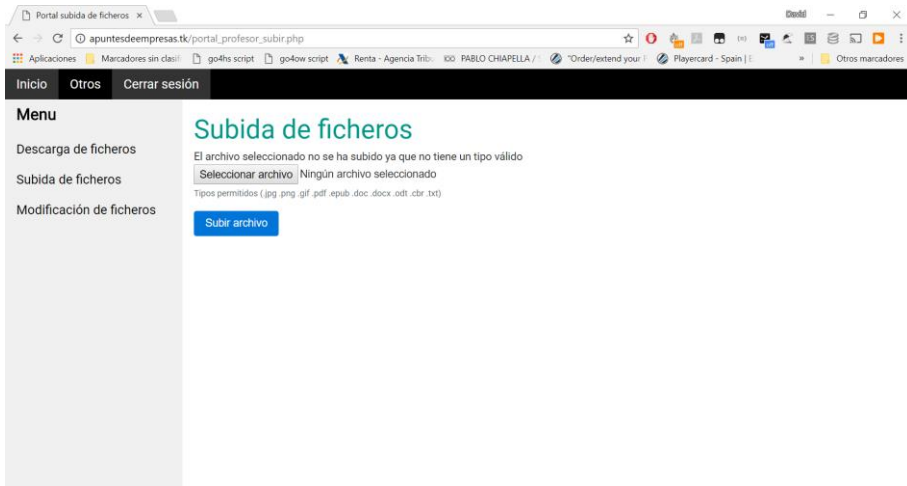 Portal subida de ficheros
apuntesdeempresas.tk/portal_profesor_subir.php
Aplicaciones Marcadores sin clasif go4hs script go4ow script Renta - Agencia Tribu PABLO CHIAPELLA / "Order/extend your Playercard - Spain | E » Otros marcadores
Inicio Otros Cerrar sesión
Menu
Descarga de ficheros
Subida de ficheros
Modificación de ficheros
Subida de ficheros
El archivo seleccionado no se ha subido ya que no tiene un tipo válido
Seleccionar archivo Ningún archivo seleccionado
Tipos permitidos (.jpg .png .gif .pdf .epub .doc .docx .odt .cbr .txt)
Subir archivo